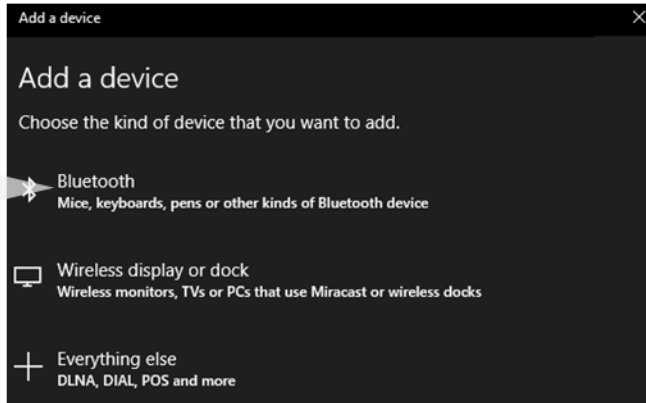 Add a device
Add a device
Choose the kind of device that you want to add.
Bluetooth
Mice, keyboards, pens or other kinds of Bluetooth device
Wireless display or dock
Wireless monitors, TVs or PCs that use Miracast or wireless docks
Everything else
DLNA, DIAL, POS and more